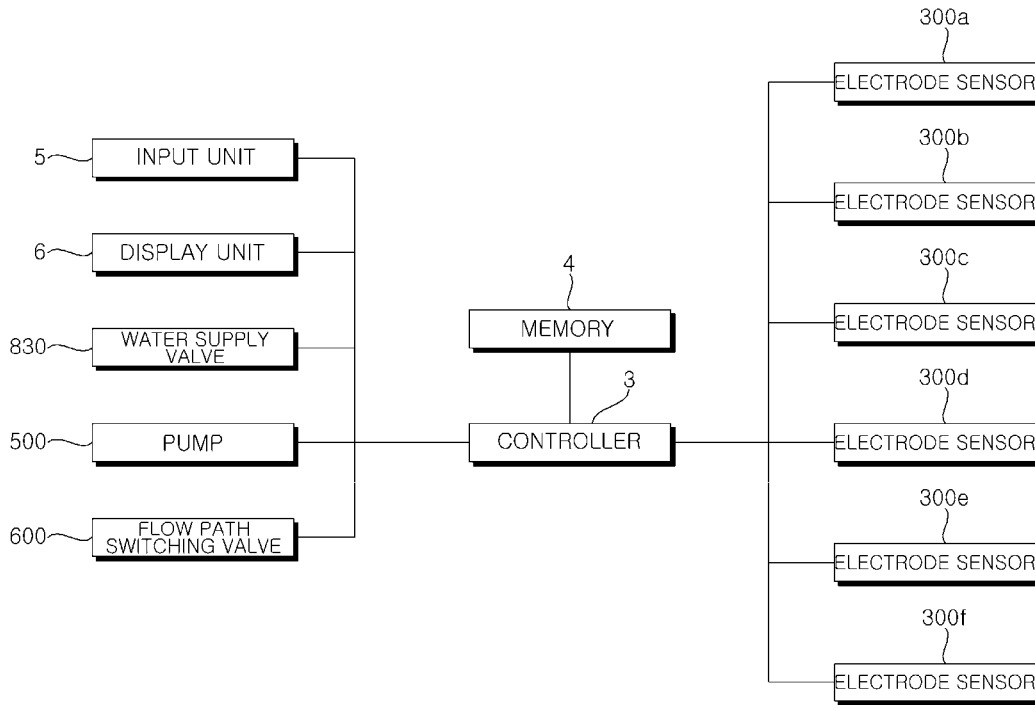 5
INPUT UNIT
6
DISPLAY UNIT
830
WATER SUPPLY
VALVE
500
PUMP
600
FLOW PATH
SWITCHING VALVE
4
MEMORY
3
CONTROLLER
300a
ELECTRODE SENSOR
300b
ELECTRODE SENSOR
300c
ELECTRODE SENSOR
300d
ELECTRODE SENSOR
300e
ELECTRODE SENSOR
300f
ELECTRODE SENSOR